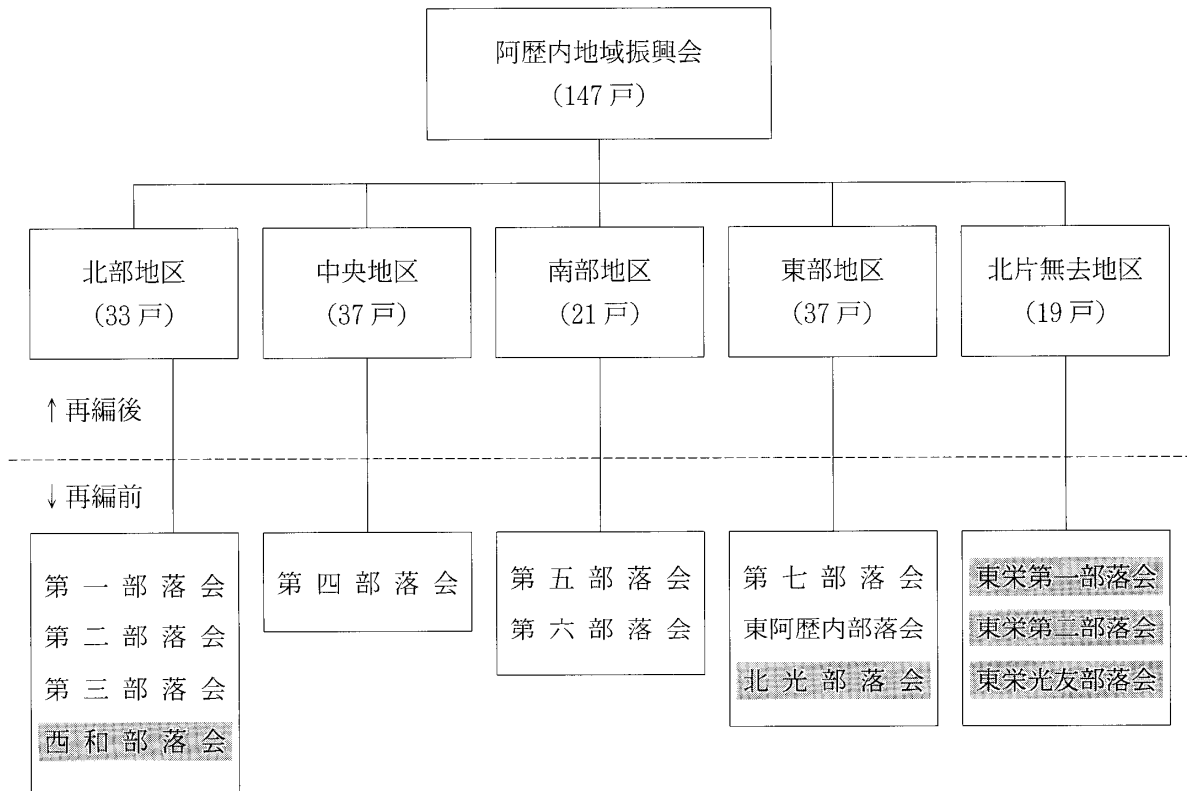 阿歴内地域振興会
(147戸)
北部地区
(33戸)
中央地区
(37戸)
南部地区
(21戸)
東部地区
(37戸)
北片無去地区
(19戸)
↑再編後
↓再編前
第一部落会
第二部落会
第三部落会
西和部落会
第四部落会
第五部落会
第六部落会
第七部落会
東阿歴内部落会
北光部落会
東栄第一部落会
東栄第二部落会
東栄光友部落会